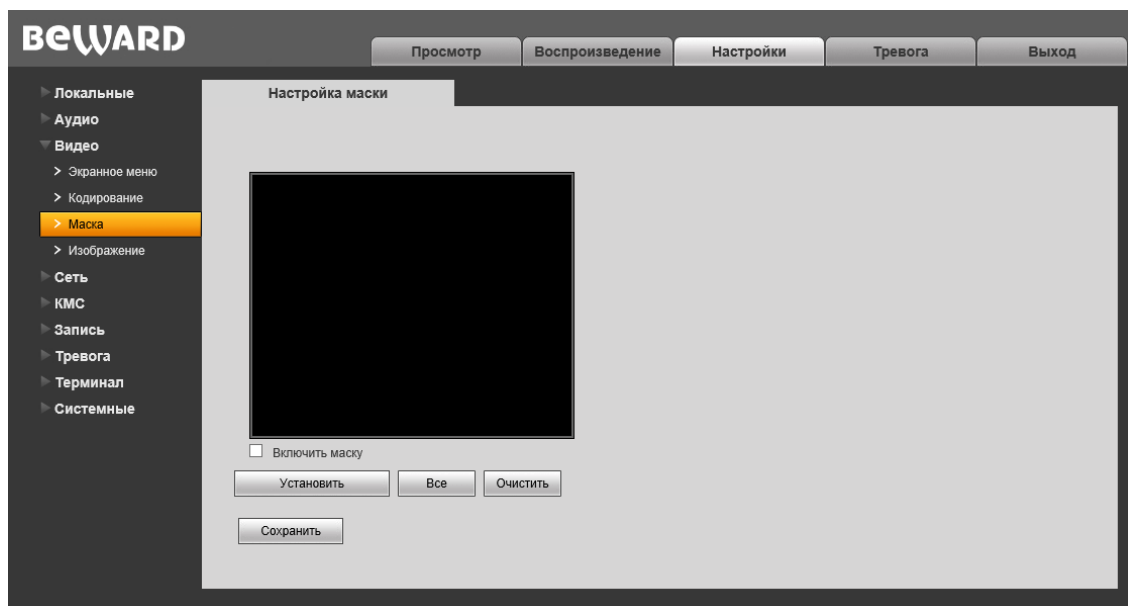 BEWARD
Просмотр Воспроизведение Настройки Тревога Выход
Настройка маски
Локальные
Аудио
Видео
> Экранное меню
> Кодирование
> Маска
> Изображение
Сеть
КМС
Запись
Тревога
Терминал
Системные
Включить маску
Установить Все Очистить
Сохранить